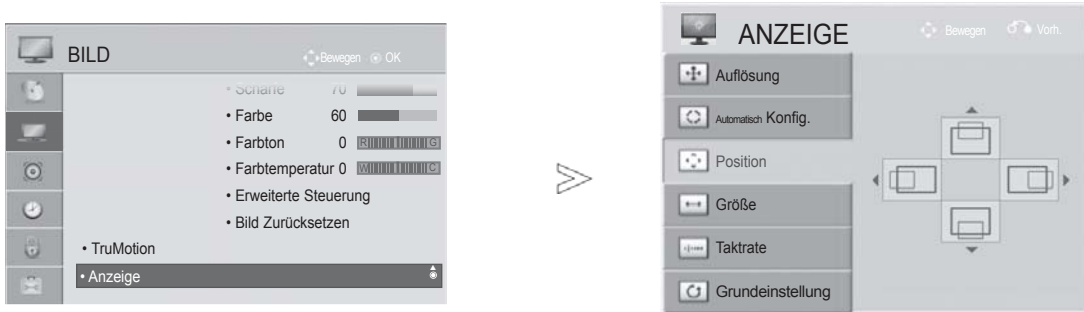 BILD
Bewegen OK
• Schärfe 70
• Farbe 60
• Farbton 0 R G
• Farbtemperatur 0 W C
• Erweiterte Steuerung
• Bild Zurücksetzen
• TruMotion
• Anzeige
ANZEIGE
Bewegen Vorh.
Auflösung
Automatisch Konfig.
Position
Größe
Taktrate
Grundeinstellung